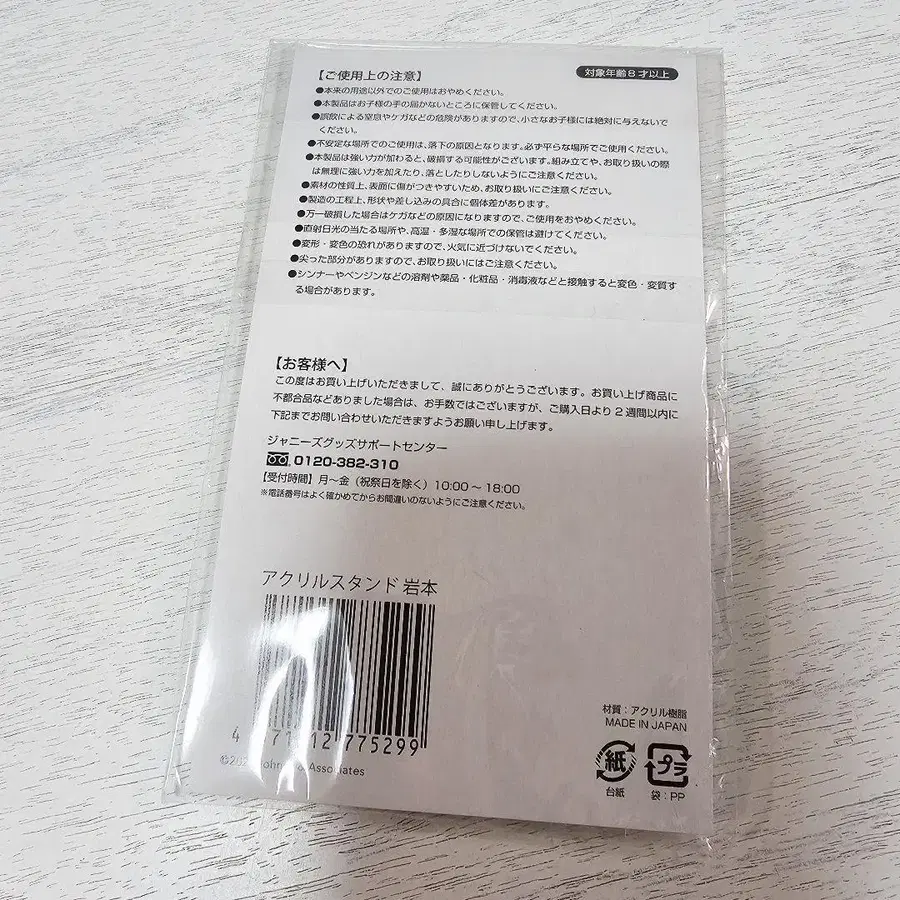 【ご使用上の注意】
対象年齢8才以上
●本来の用途以外でのご使用はおやめください。
●本製品はお子様の手の届かないところに保管してください。
●誤飲による窒息やケガなどの危険がありますので、小さなお子様には絶対に与えないで
ください。
●不安定な場所でのご使用は、落下の原因となります。必ず平らな場所でご使用ください。
●本製品は強い力が加わると、破損する可能性がございます。組み立てや、お取り扱いの際
は無理に強い力を加えたり、落としたりしないようにご注意ください。
●素材の性質上、表面に傷がつきやすいため、お取り扱いにご注意ください。
●製造の工程上、形状や差し込みの具合に個体差があります。
●万一破損した場合はケガなどの原因になりますので、ご使用をおやめください。
●直射日光の当たる場所や、高温・多湿な場所での保管は避けてください。
●変形・変色の恐れがありますので、火気に近づけないでください。
●尖った部分がありますので、お取り扱いにはご注意ください。
●シンナーやベンジンなどの溶剤や薬品・化粧品・消毒液などと接触すると変色・変質す
る場合があります。
【お客様へ】
この度はお買い上げいただきまして、誠にありがとうございます。お買い上げ商品に
不都合品などありました場合は、お手数ではございますが、ご購入日より2週間以内に
下記までお問い合わせいただきますようお願い申し上げます。
ジャニーズグッズサポートセンター
0120-382-310
【受付時間】月～金（祝祭日を除く）10:00～18:00
※電話番号はよく確かめてからお間違いのないようにご注意ください。
アクリルスタンド 岩本
775299
Associates
材質：アクリル樹脂
MADE IN JAPAN
紙
プラ
台紙
袋：PP